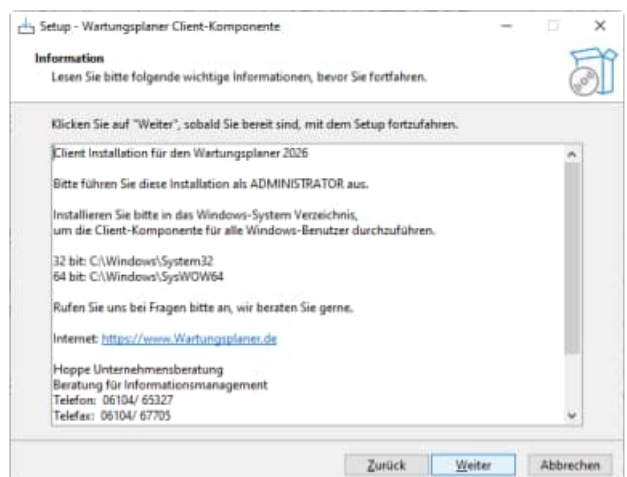 Setup - Wartungsplaner Client-Komponente
Information
Lesen Sie bitte folgende wichtige Informationen, bevor Sie fortfahren.
Klicken Sie auf "Weiter", sobald Sie bereit sind, mit dem Setup fortzufahren.
Client Installation für den Wartungsplaner 2026
Bitte führen Sie diese Installation als ADMINISTRATOR aus.
Installieren Sie bitte in das Windows-System Verzeichnis,
um die Client-Komponente für alle Windows-Benutzer durchzuführen.
32 bit: C:\Windows\System32
64 bit: C:\Windows\SysWOW64
Rufen Sie uns bei Fragen bitte an, wir beraten Sie gerne.
Internet: https://www.Wartungsplaner.de
Hoppe Unternehmensberatung
Beratung für Informationsmanagement
Telefon: 06104/ 65327
Telefax: 06104/ 67705
Zurück Weiter Abbrechen